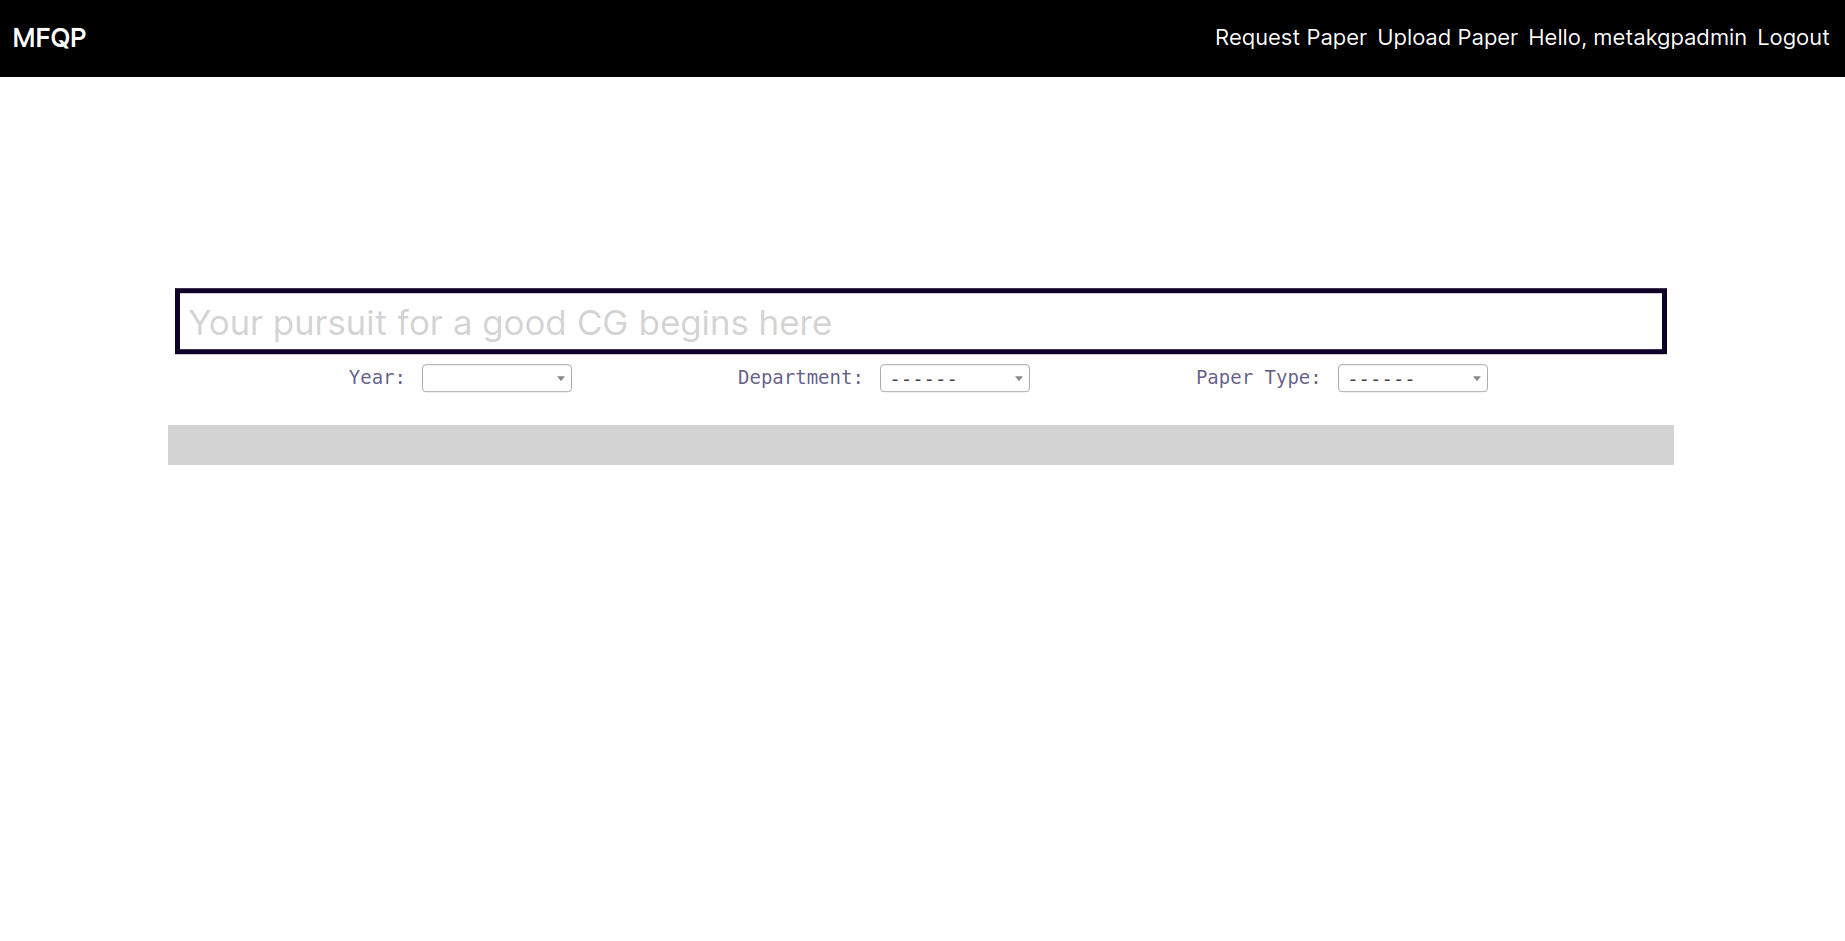 MFQP Request Paper Upload Paper Hello, metakgpadmin Logout
Your pursuit for a good CG begins here
Year: Department: ------ Paper Type: ------